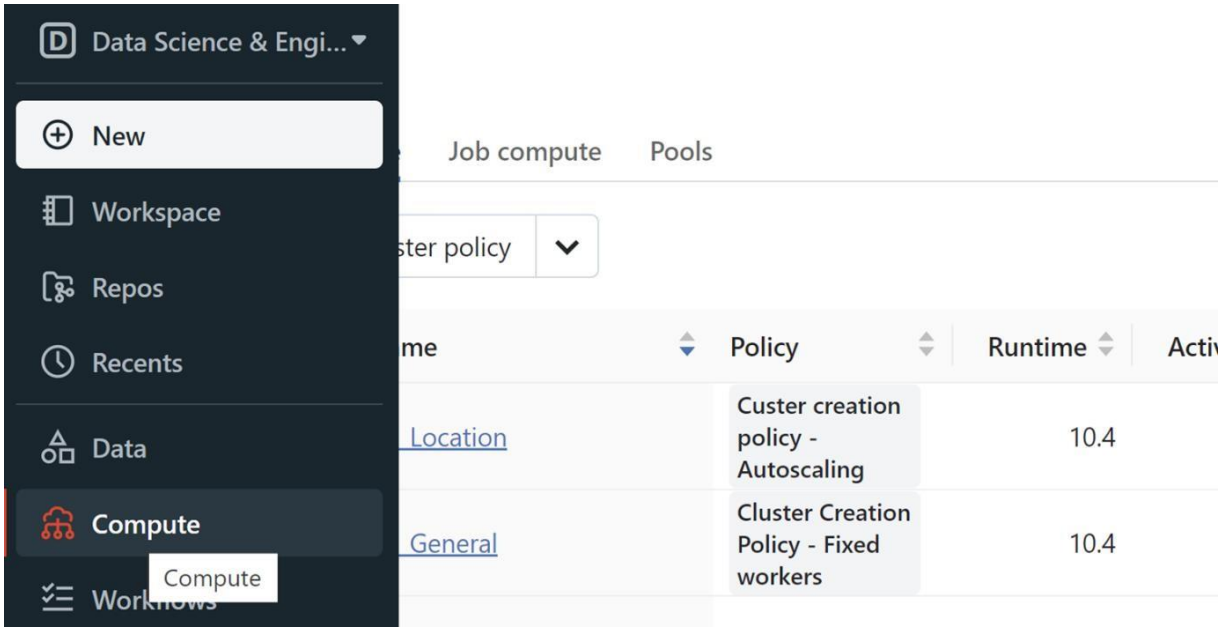 D Data Science & Engi...
New
Workspace
Repos
Recents
Data
Compute
Compute
Workflows
Job compute Pools
ster policy
me Policy Runtime Activ
Location
Custer creation
policy -
Autoscaling
10.4
General
Cluster Creation
Policy - Fixed
workers
10.4